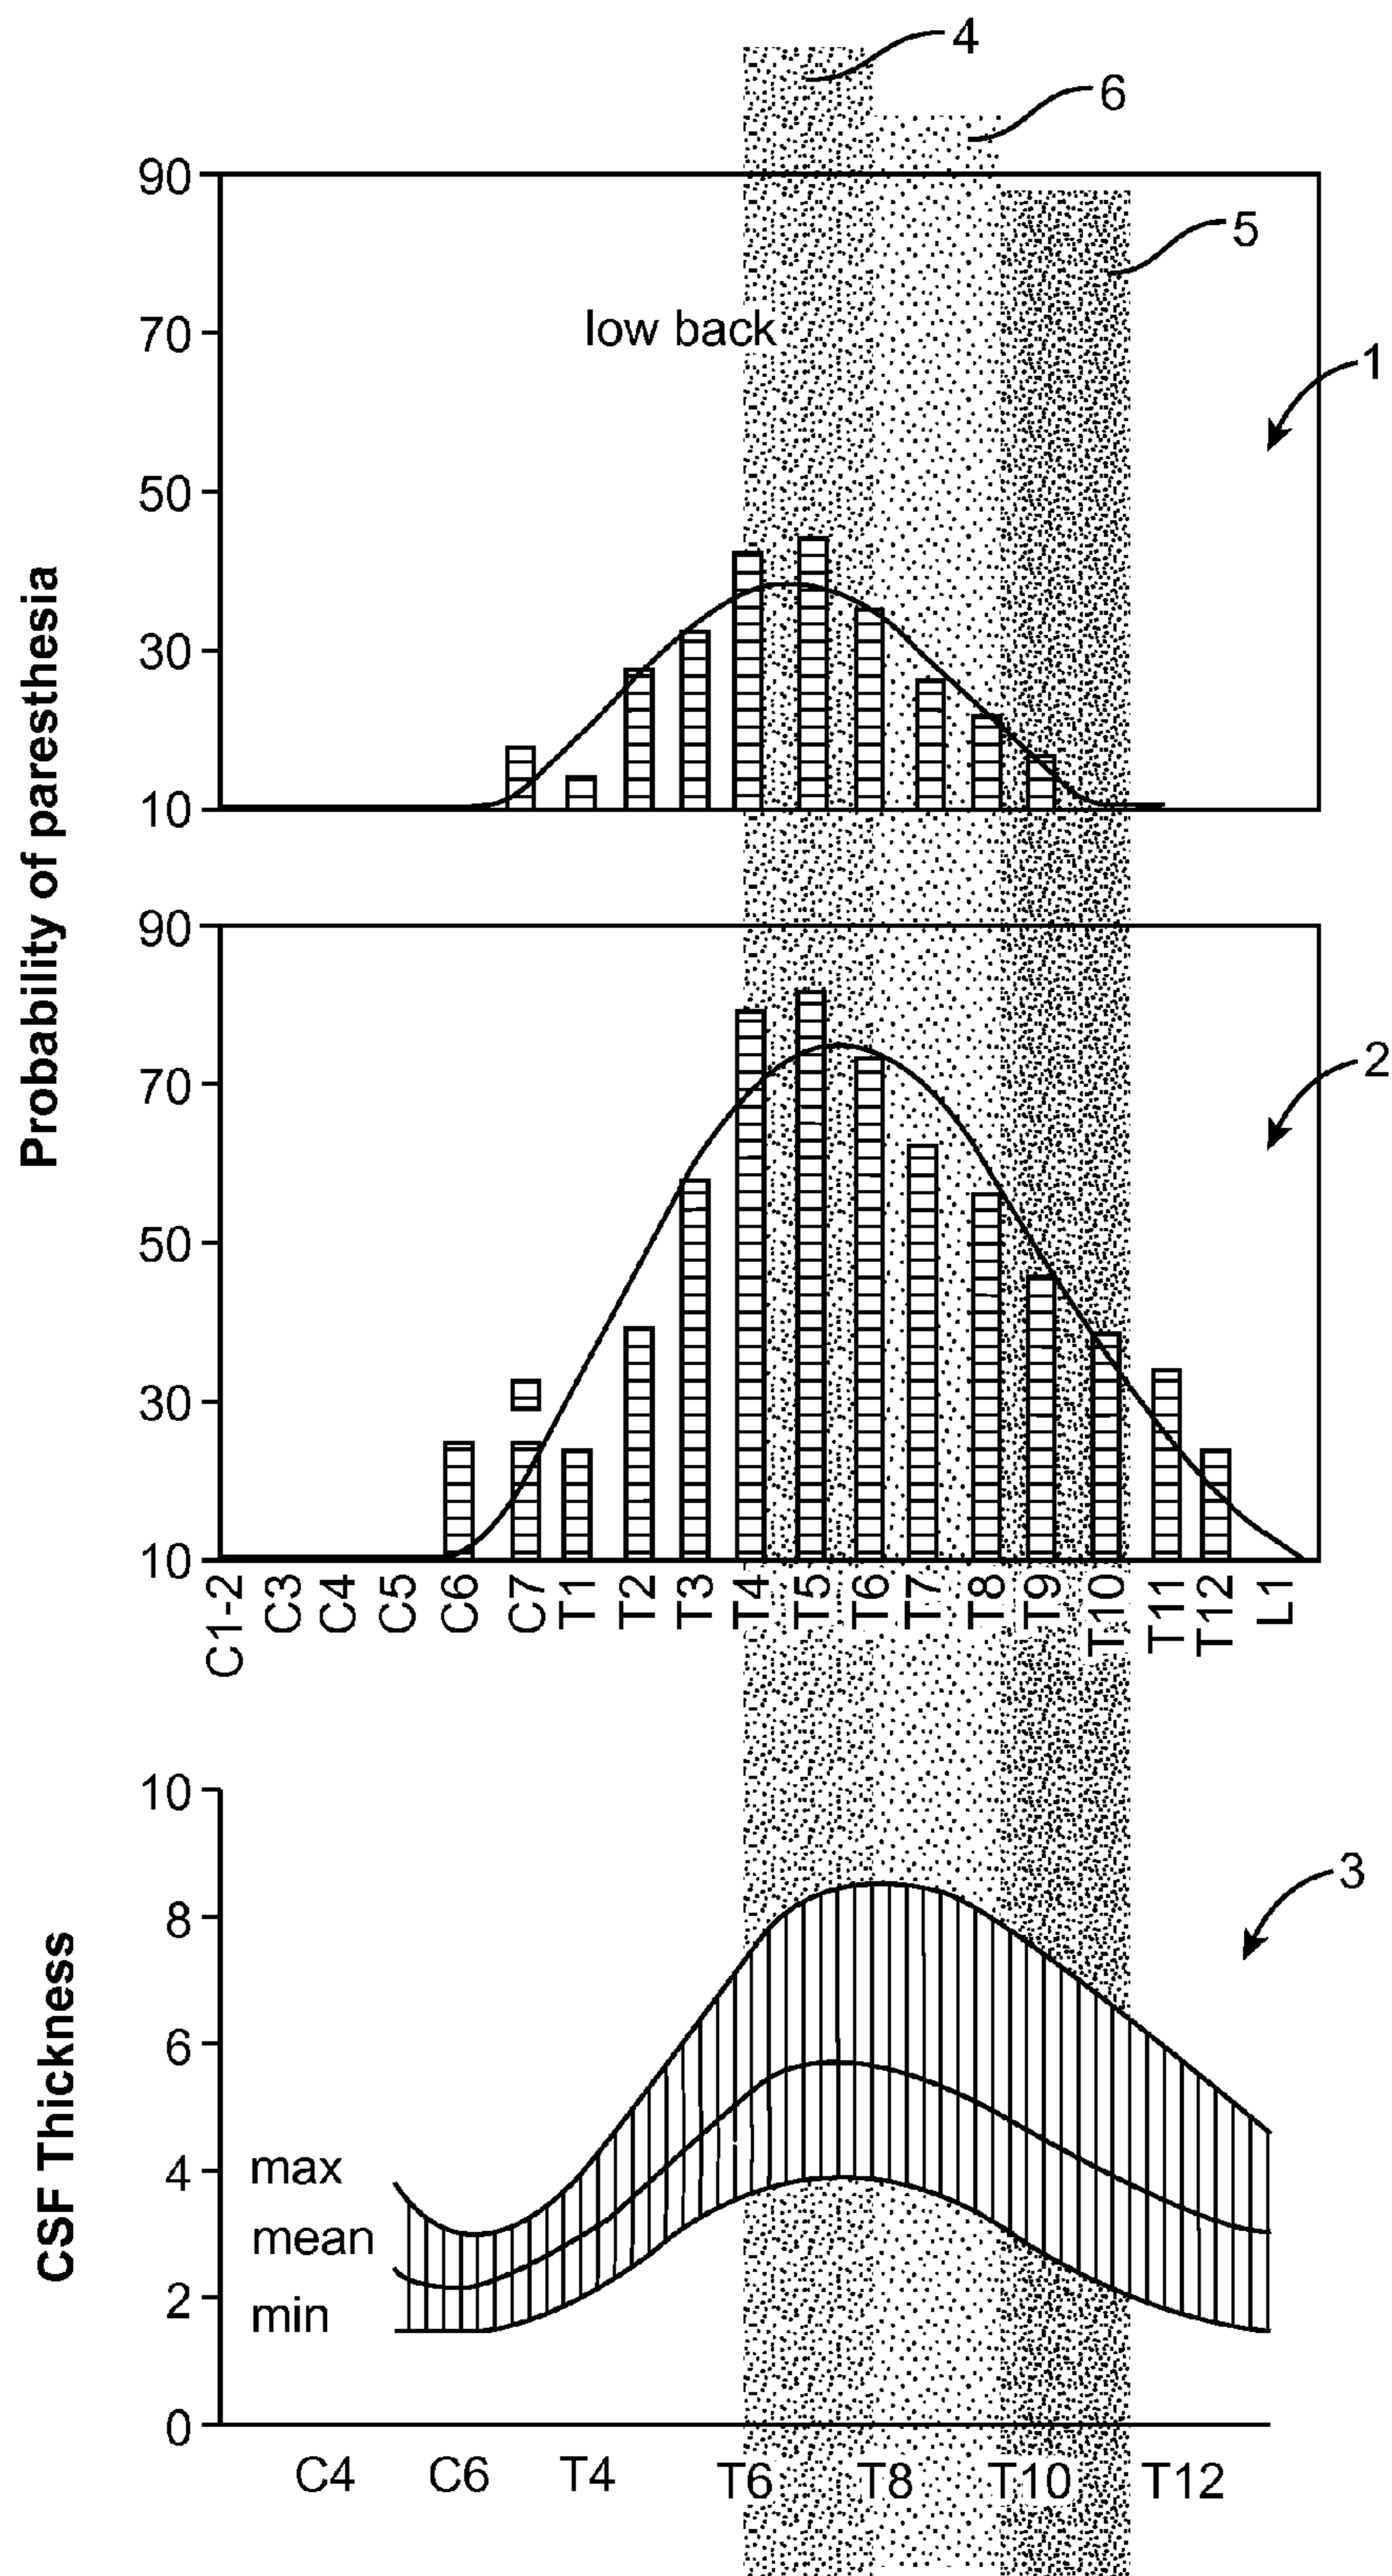 4
6
90
5
70
low back
1
50
30
10
Probability of paresthesia
90
2
70
50
30
10
C1-2 C3 C4 C5 C6 C7 T1 T2 T3 T4 T5 T6 T7 T8 T9 T10 T11 T12 L1
10
3
8
6
CSF Thickness
4
max
mean
2
min
0
C4 C6 T4 T6 T8 T10 T12